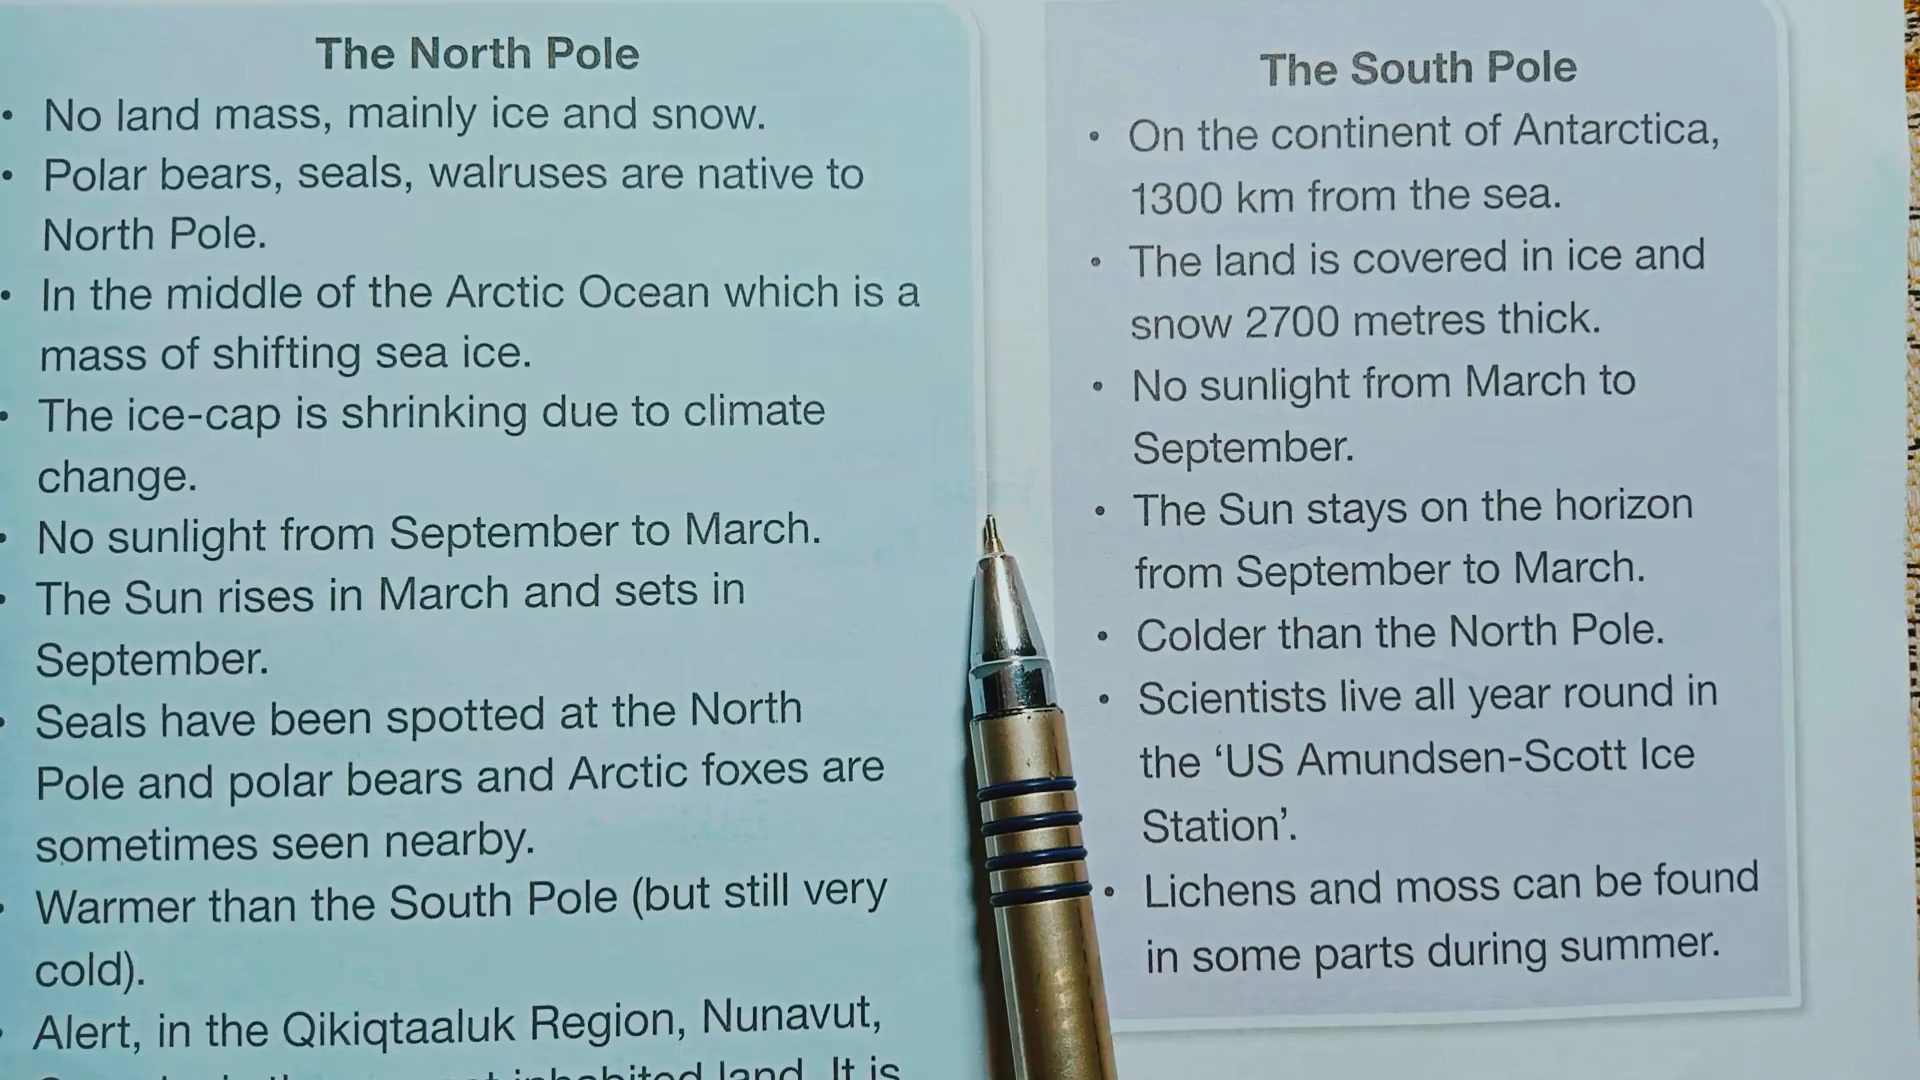 The North Pole
• No land mass, mainly ice and snow.
• Polar bears, seals, walruses are native to
North Pole.
• In the middle of the Arctic Ocean which is a
mass of shifting sea ice.
• The ice-cap is shrinking due to climate
change.
• No sunlight from September to March.
• The Sun rises in March and sets in
September.
• Seals have been spotted at the North
Pole and polar bears and Arctic foxes are
sometimes seen nearby.
• Warmer than the South Pole (but still very
cold).
• Alert, in the Qikiqtaaluk Region, Nunavut,
inhabited land. It is
The South Pole
• On the continent of Antarctica,
1300 km from the sea.
• The land is covered in ice and
snow 2700 metres thick.
• No sunlight from March to
September.
• The Sun stays on the horizon
from September to March.
• Colder than the North Pole.
• Scientists live all year round in
the ‘US Amundsen-Scott Ice
Station’.
• Lichens and moss can be found
in some parts during summer.